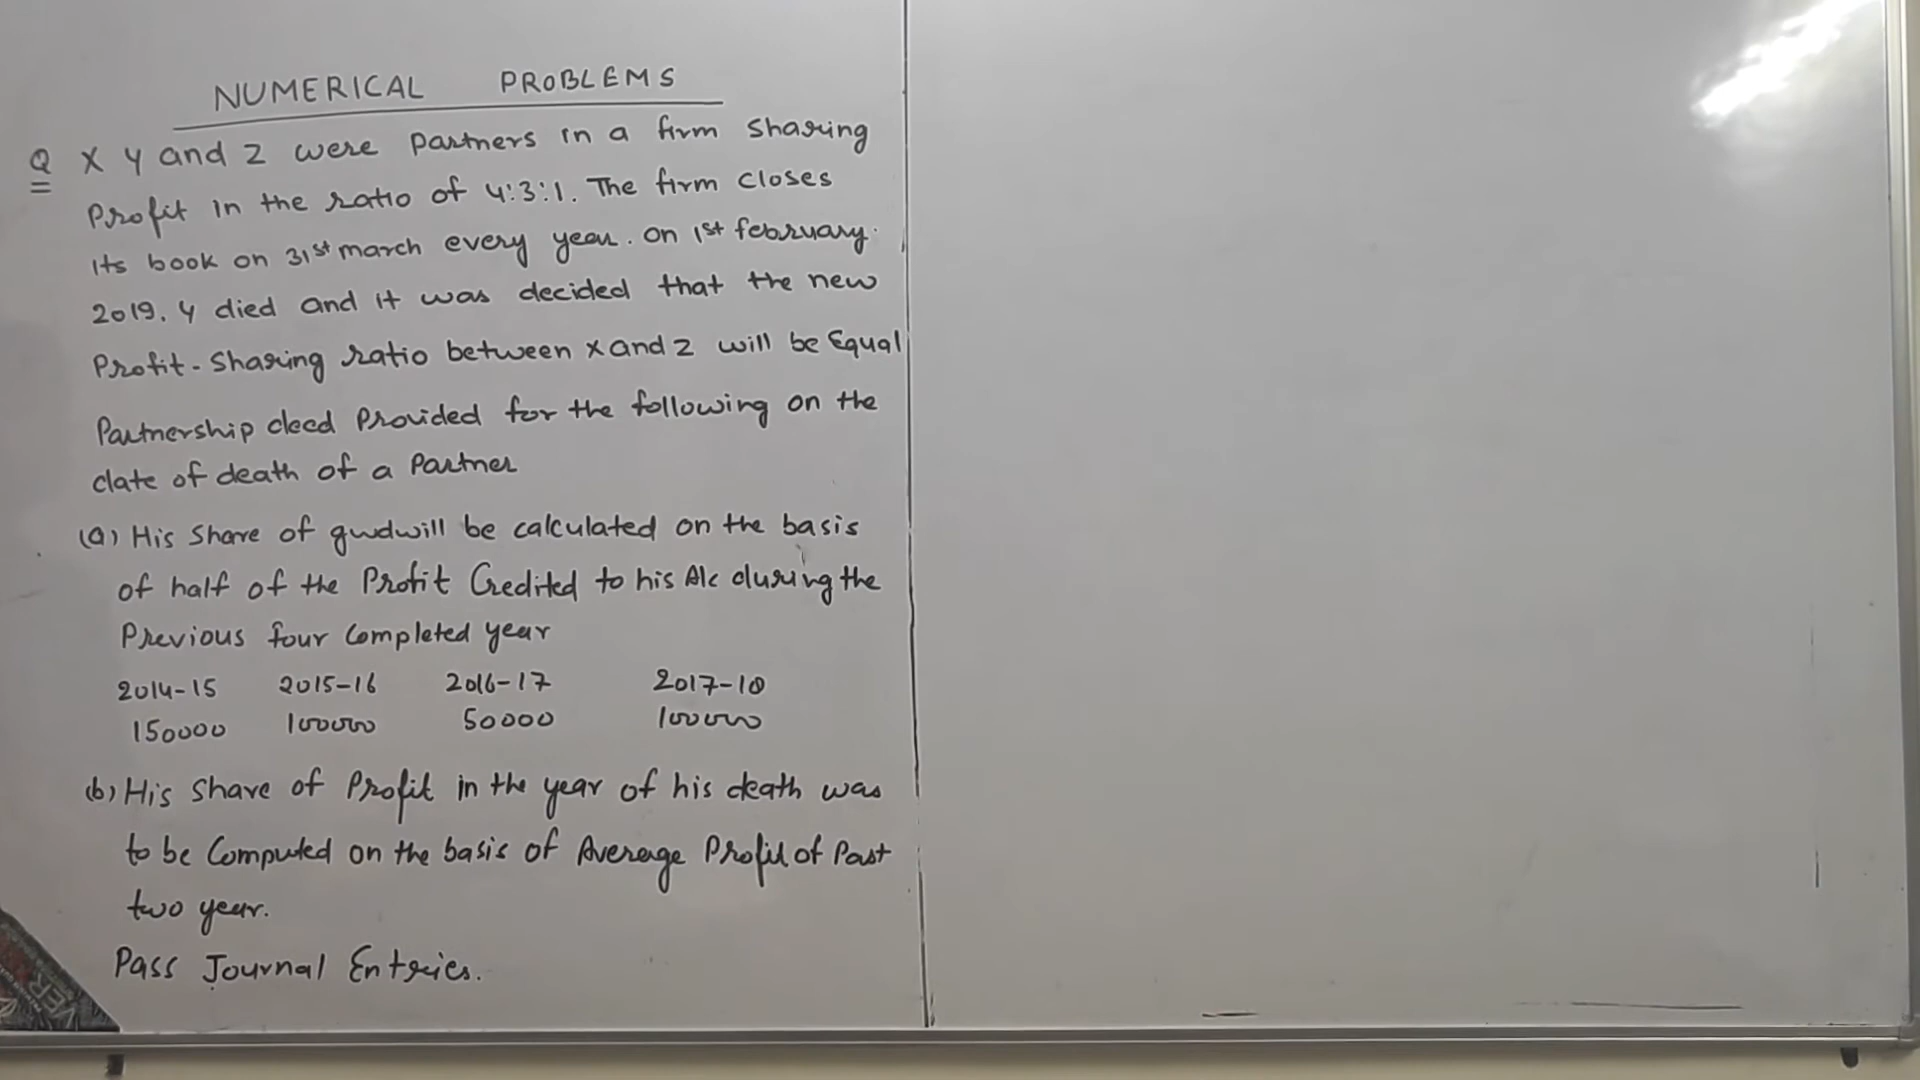 NUMERICAL PROBLEMS
Q X Y and Z were Partners in a firm sharing
Profit in the ratio of 4:3:1. The firm closes
its book on 31st march every year. On 1st february.
2019, Y died and it was decided that the new
Profit-Sharing ratio between X and Z will be Equal
Partnership deed Provided for the following on the
date of death of a Partner
(a) His Share of goodwill be calculated on the basis
of half of the Profit Credited to his A/c during the
Previous four Completed year
2014-15 2015-16 2016-17 2017-18
150000 100000 50000 100000
(b) His Share of Profit in the year of his death was
to be Computed on the basis of Average Profit of Past
two year.
Pass Journal Entries.